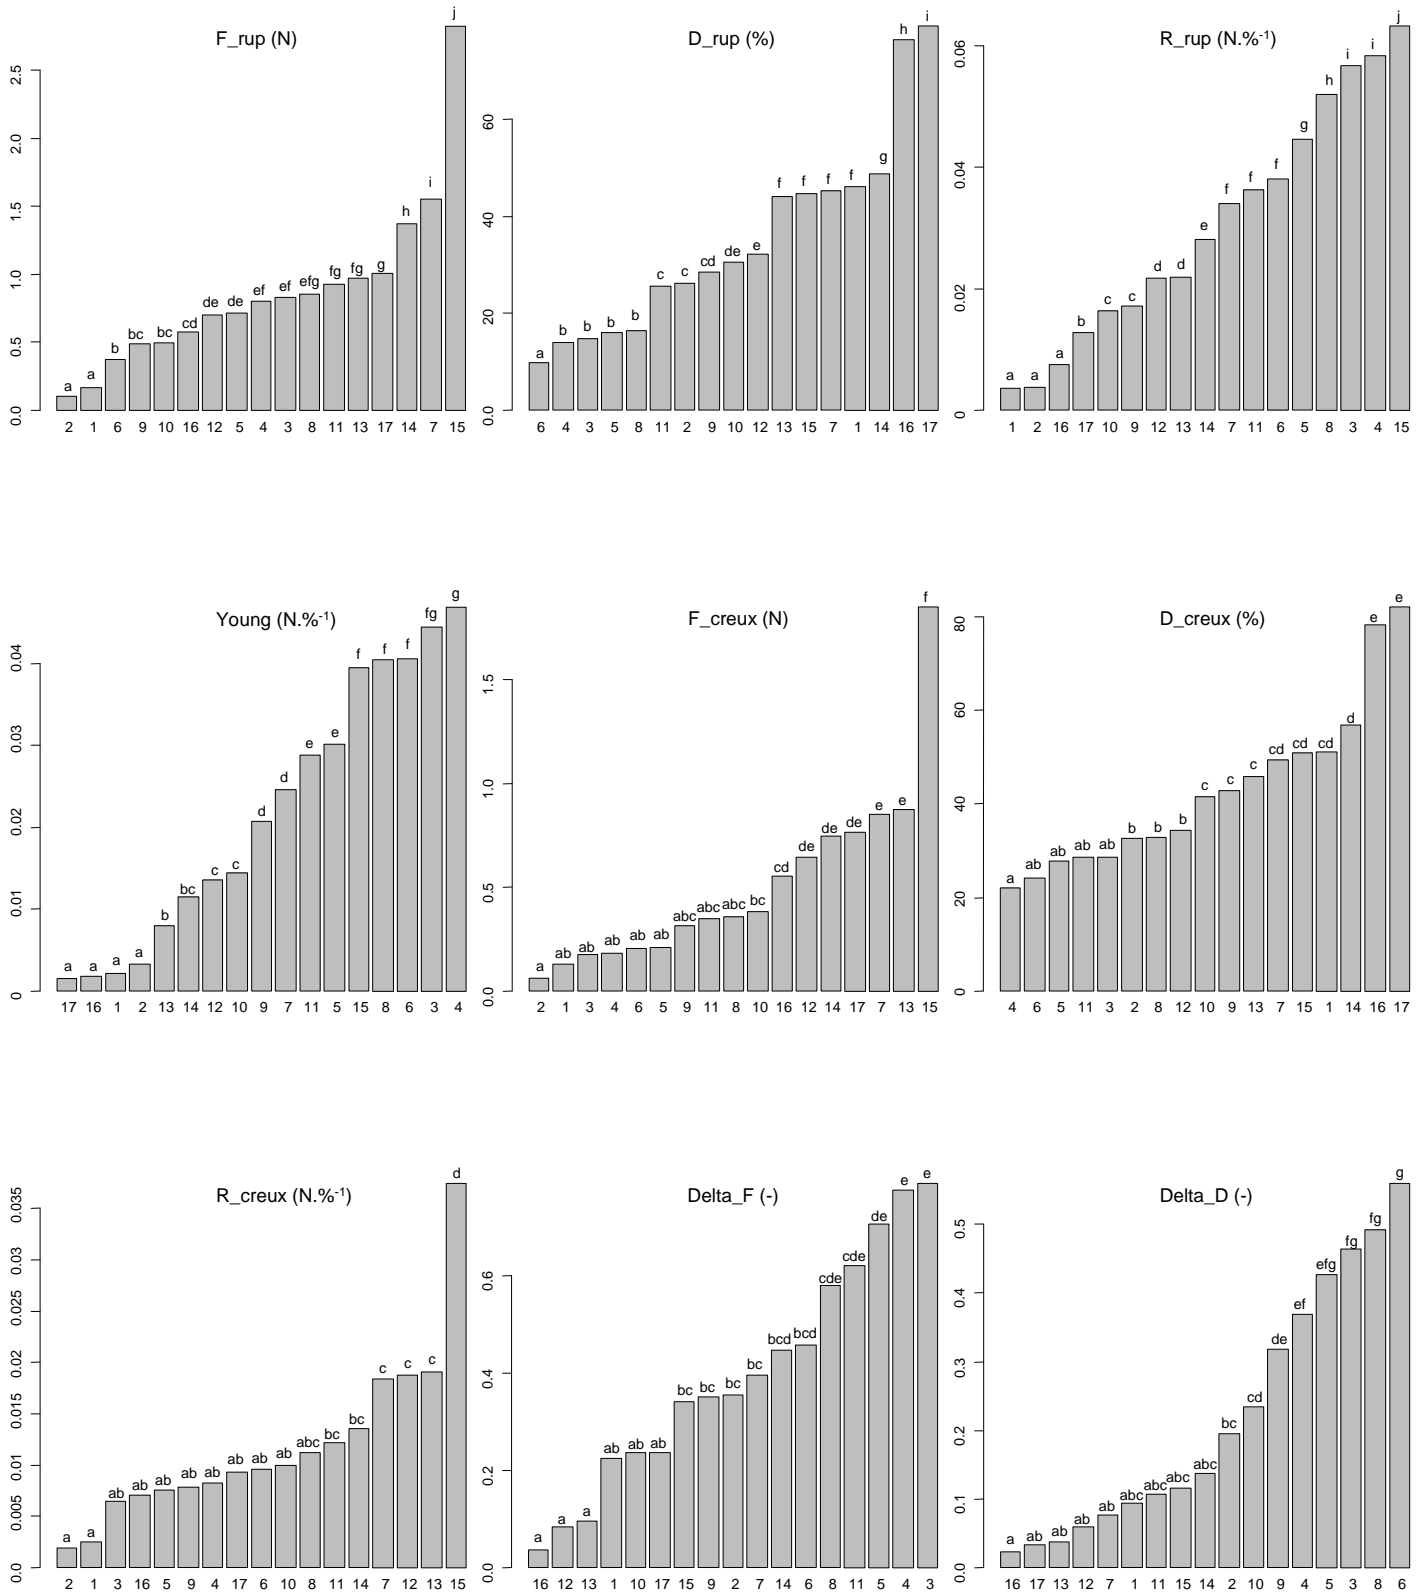 F_rup (N)
0.0 0.5 1.0 1.5 2.0 2.5
a a b bc bc cd de de ef ef efg fg fg g h i j
2 1 6 9 10 16 12 5 4 3 8 11 13 17 14 7 15
D_rup (%)
0.0 20 40 60
a b b b b c c cd de e f f f f g h i
6 4 3 5 8 11 2 9 10 12 13 15 7 1 14 16 17
R_rup (N.%-1)
0 0.02 0.04 0.06
a a a b c c d d e f f f g h i i j
1 2 16 17 10 9 12 13 14 7 11 6 5 8 3 4 15
Young (N.%-1)
0 0.01 0.02 0.03 0.04
a a a a b bc c c d d e e f f f fg g
17 16 1 2 13 14 12 10 9 7 11 5 15 8 6 3 4
F_creux (N)
0.0 0.5 1.0 1.5
a ab ab ab ab ab abc abc abc bc cd de de de e e f
2 1 3 4 6 5 9 11 8 10 16 12 14 17 7 13 15
D_creux (%)
0 20 40 60 80
a ab ab ab ab b b b c c c cd cd cd d e e
4 6 5 11 3 2 8 12 10 9 13 7 15 1 14 16 17
R_creux (N.%-1)
0.0 0.005 0.01 0.015 0.02 0.025 0.03 0.035
a a ab ab ab ab ab ab ab ab abc bc bc c c c d
2 1 3 16 5 9 4 17 6 10 8 11 14 7 12 13 15
Delta_F (-)
0.0 0.2 0.4 0.6
a a a ab ab ab bc bc bc bc bcd bcd cde cde de e e
16 12 13 1 10 17 15 9 2 7 14 6 8 11 5 4 3
Delta_D (-)
0.0 0.1 0.2 0.3 0.4 0.5
a ab ab ab ab abc abc abc abc bc cd de ef efg fg fg g
16 17 13 12 7 1 11 15 14 2 10 9 4 5 3 8 6